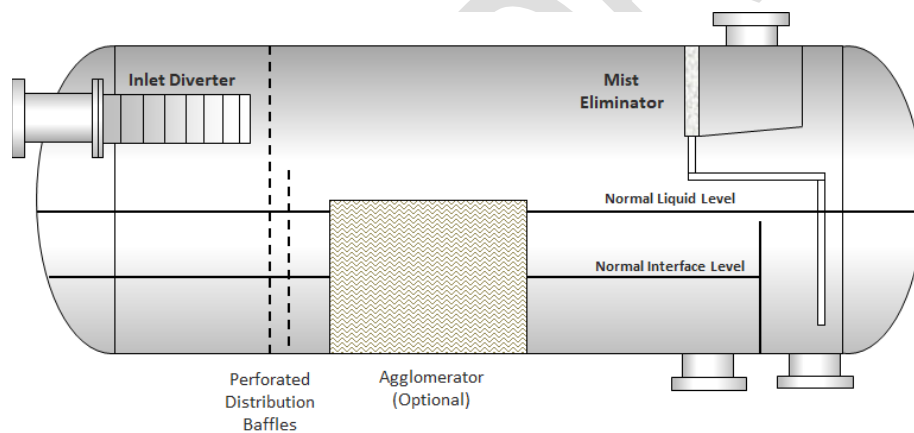 Inlet Diverter
Mist
Eliminator
Normal Liquid Level
Normal Interface Level
Perforated
Distribution
Baffles
Agglomerator
(Optional)